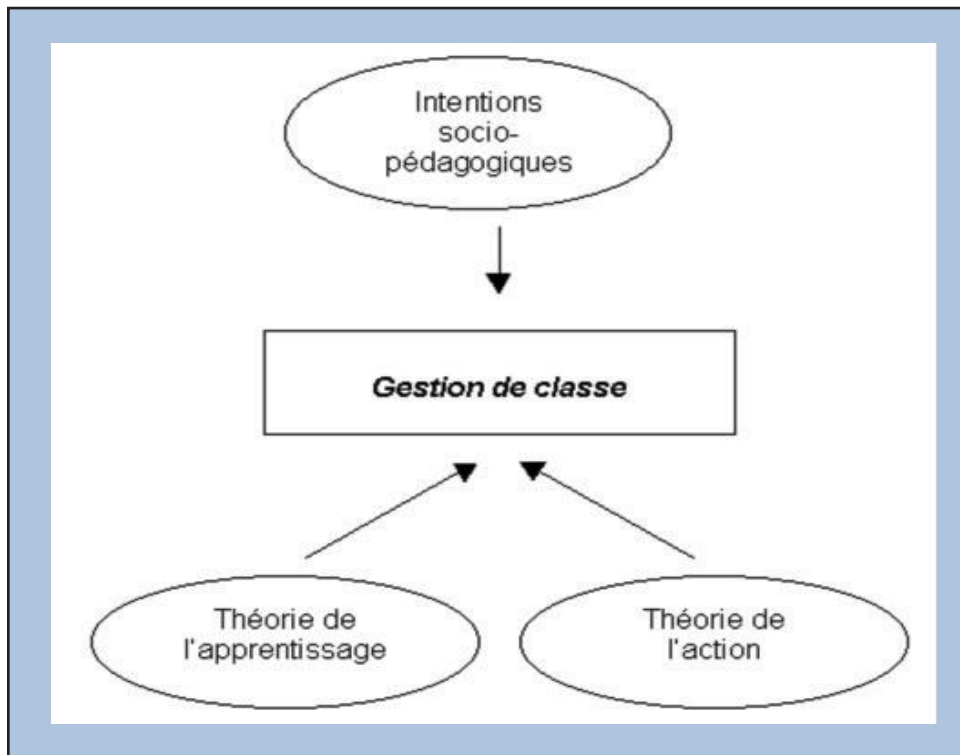 Intentions
socio-
pédagogiques
Gestion de classe
Théorie de
l'apprentissage
Théorie de
l'action